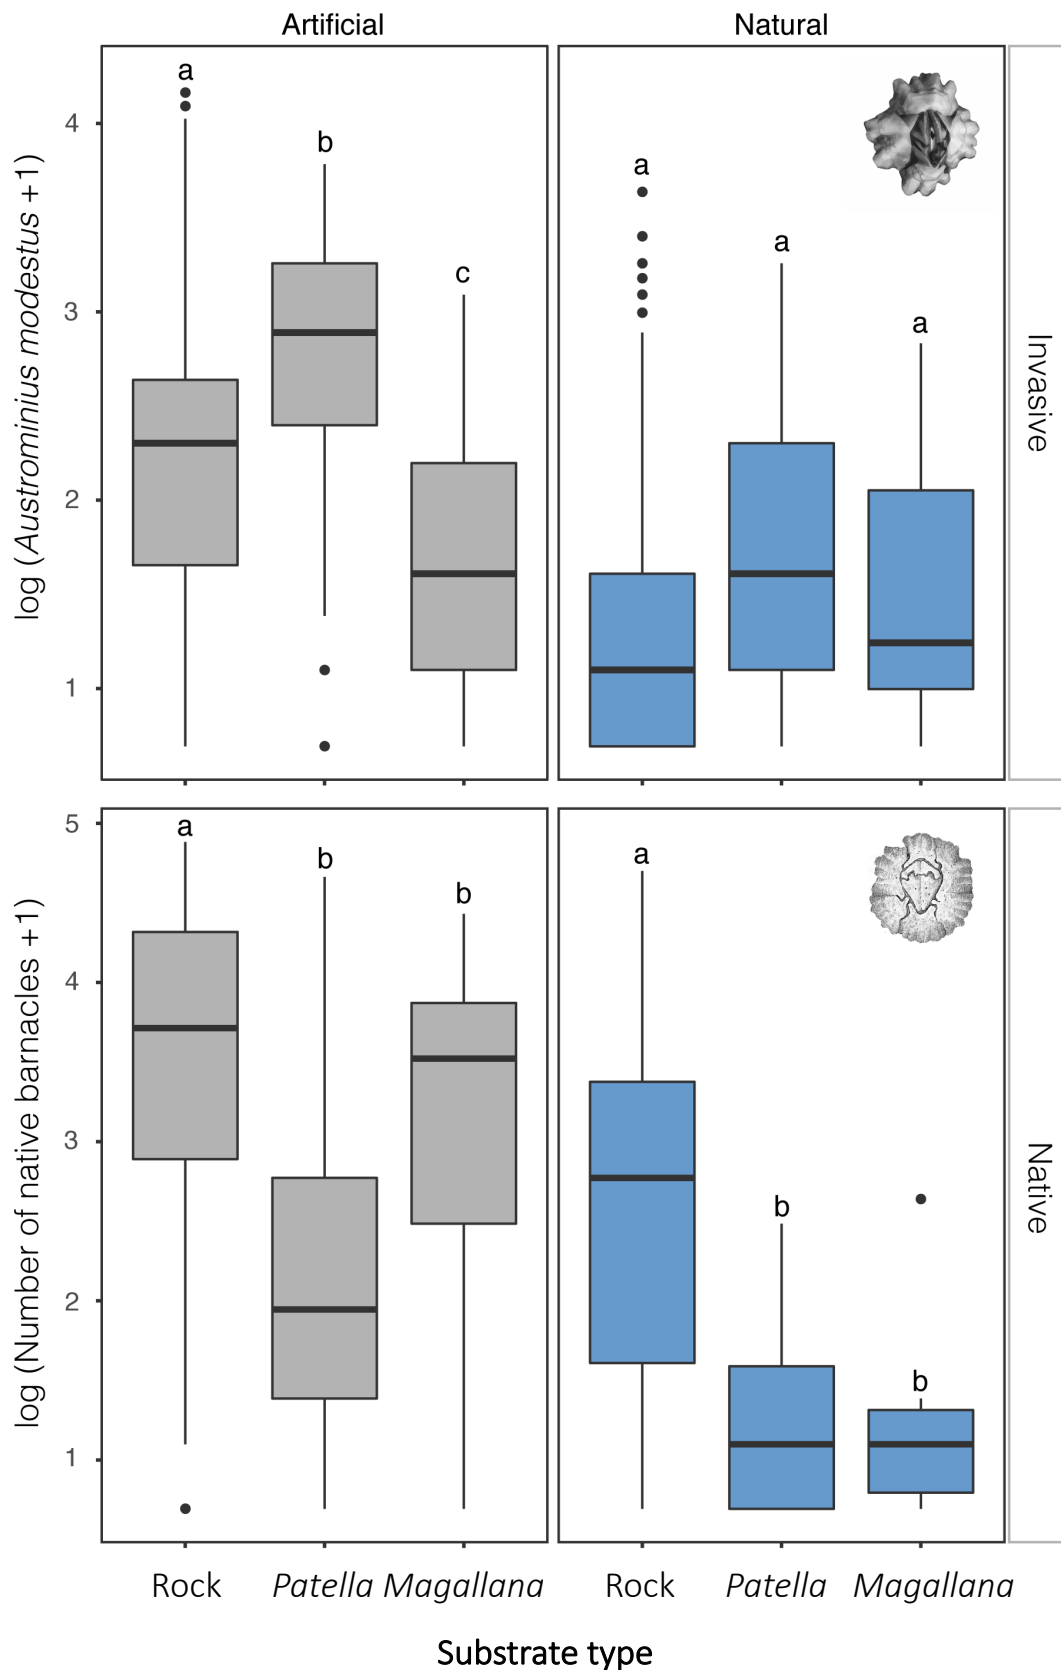 Artificial
Natural
log (Austrominius modestus +1)
4
3
2
1
a
b
c
a
a
a
Invasive
log (Number of native barnacles +1)
5
4
3
2
1
a
b
b
a
b
b
Native
Rock Patella Magallana Rock Patella Magallana
Substrate type